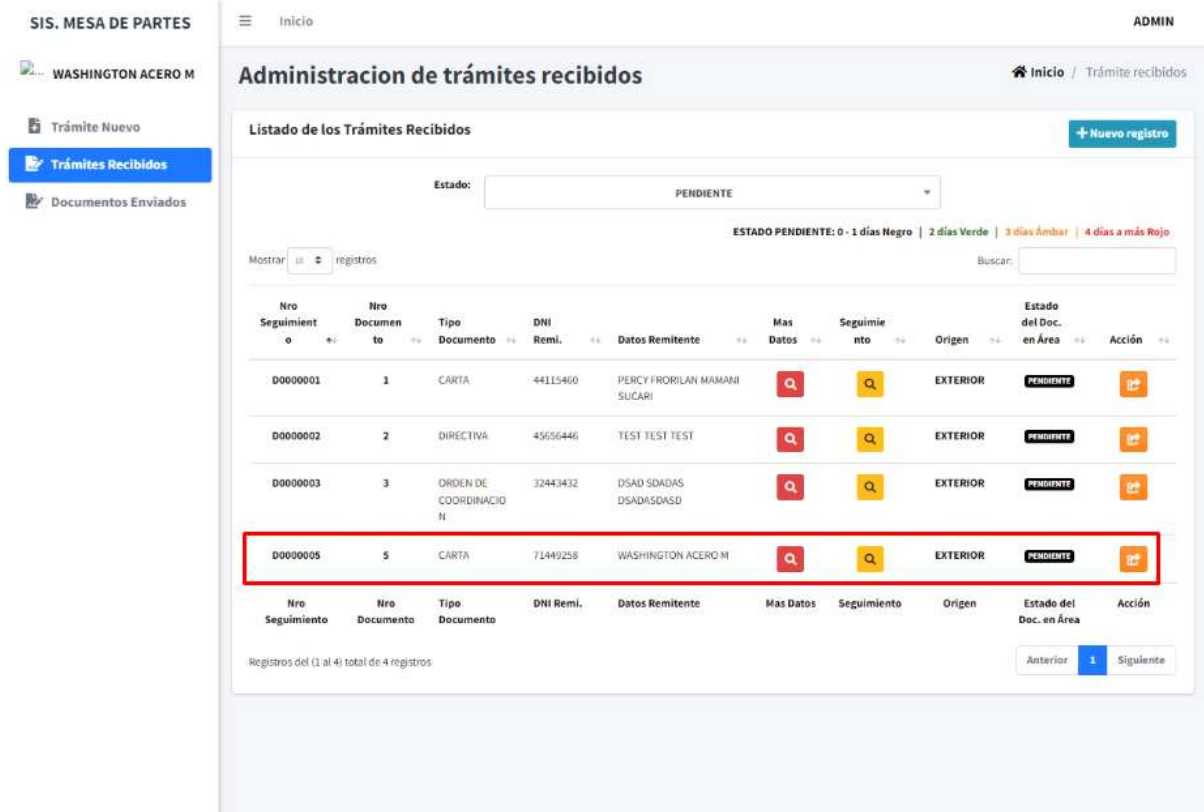 SIS. MESA DE PARTES
Inicio
ADMIN
WASHINGTON ACERO M
Administracion de trámites recibidos
Inicio / Trámite recibidos
Trámite Nuevo
Trámites Recibidos
Documentos Enviados
Listado de los Trámites Recibidos
+ Nuevo registro
Estado: PENDIENTE
ESTADO PENDIENTE: 0 - 1 días Negro | 2 días Verde | 3 días Ámbar | 4 días a más Rojo
Mostrar registros
Buscar:
Nro Seguimient o
Nro Documen to
Tipo Documento
DNI Remi.
Datos Remitente
Mas Datos
Seguimie nto
Origen
Estado del Doc. en Área
Acción
D0000001 1 CARTA 44115460 PERCY FRORILAN MAMANI SUCARI EXTERIOR PENDIENTE
D0000002 2 DIRECTIVA 45656446 TEST TEST TEST EXTERIOR PENDIENTE
D0000003 3 ORDEN DE COORDINACIO N 32443432 DSAD SDADAS DSADASDASD EXTERIOR PENDIENTE
D0000005 5 CARTA 71449258 WASHINGTON ACERO M EXTERIOR PENDIENTE
Nro Seguimiento
Nro Documento
Tipo Documento
DNI Remi.
Datos Remitente
Mas Datos
Seguimiento
Origen
Estado del Doc. en Área
Acción
Registros del (1 al 4) total de 4 registros
Anterior 1 Siguiente